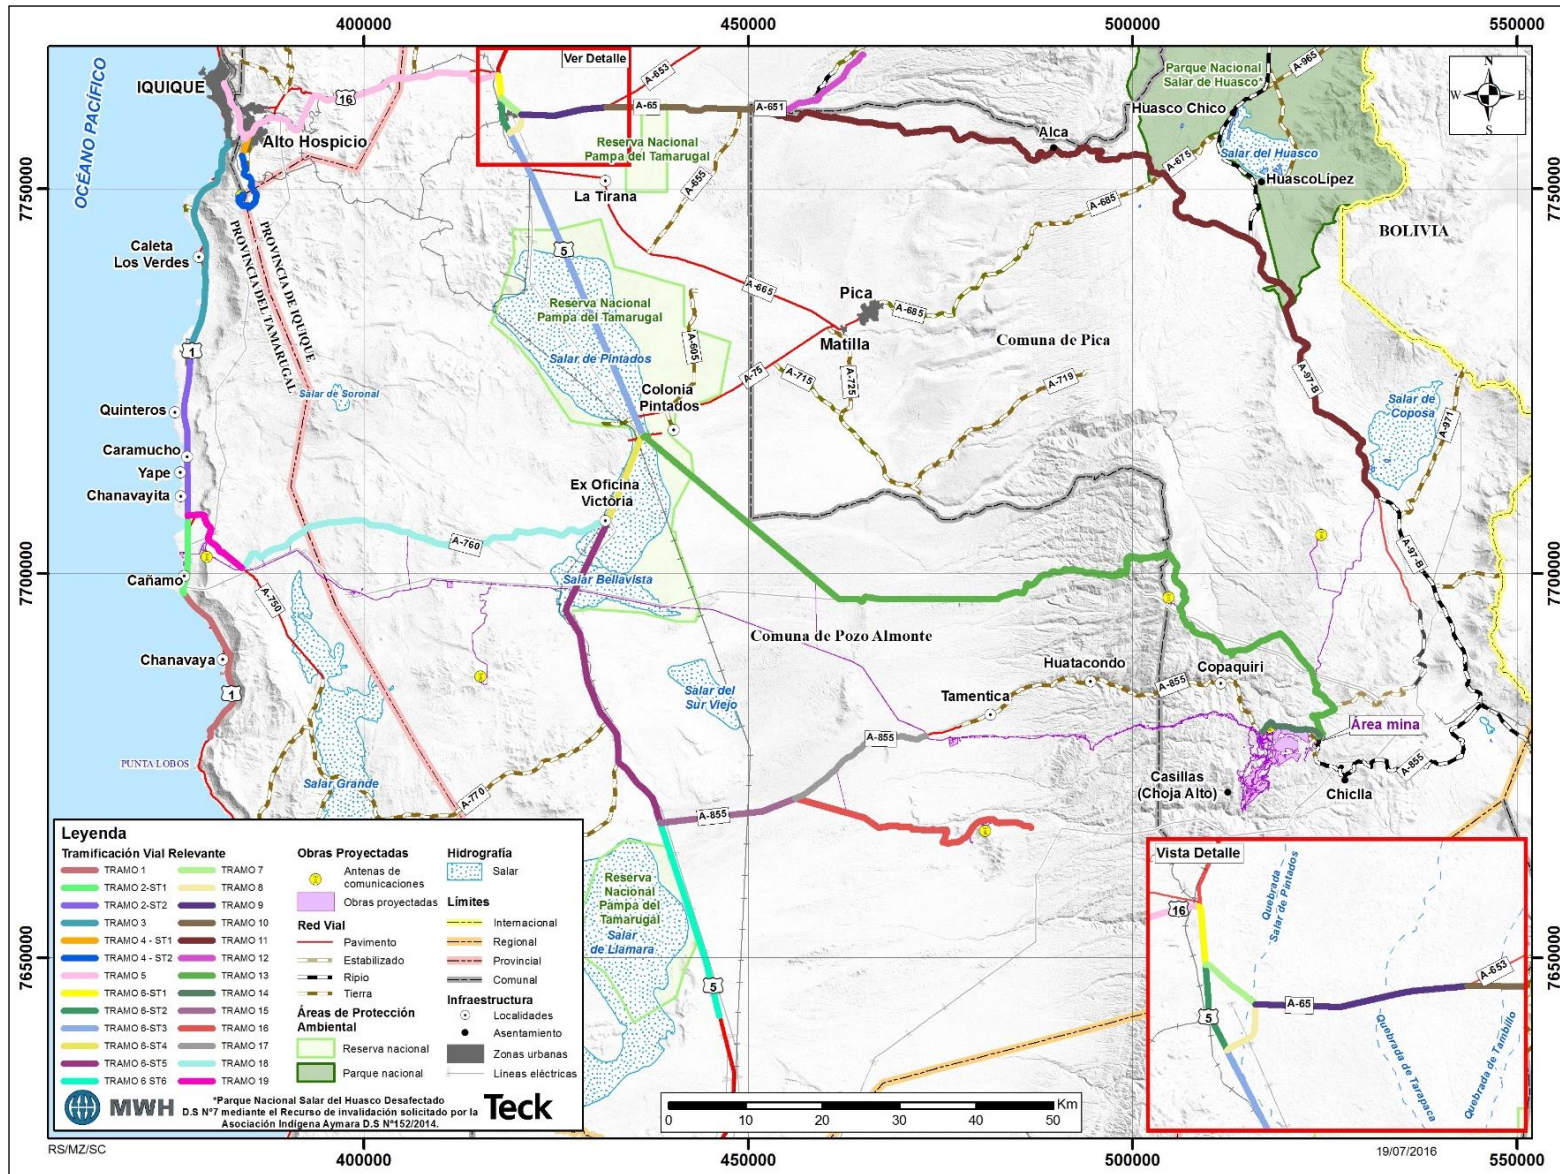 400000
450000
500000
550000
7750000
7700000
7650000
7750000
7700000
7650000
400000
450000
500000
550000
OCÉANO PACÍFICO
IQUIQUE
Alto Hospicio
16
Ver Detalle
A-653
A-65
A-651
Reserva Nacional
Pampa del Tamarugal
A-655
La Tirana
5
Parque Nacional
Salar de Huasco*
A-965
Huasco Chico
Alca
Salar del Huasco
A-675
HuascoLípez
A-685
BOLIVIA
N
W
E
S
Caleta
Los Verdes
PROVINCIA DE IQUIQUE
PROVINCIA DEL TAMARUGAL
Reserva Nacional
Pampa del Tamarugal
Salar de Pintados
A-665
A-605
Pica
A-685
Matilla
Comuna de Pica
1
Quinteros
Salar de Soronal
Colonia
Pintados
A-75
A-715
A-725
A-719
A-97-B
Salar de
Coposa
A-971
Caramucho
Yape
Chanavayita
Ex Oficina
Victoria
A-760
Cañamo
Salar Bellavista
A-750
A-97-B
Comuna de Pozo Almonte
Chanavaya
1
Salar del
Sur Viejo
Huatacondo
Tamentica
Copaquiri
A-855
PUNTA LOBOS
Salar Grande
A-770
A-855
A-855
Área mina
Casillas
(Choja Alto)
Chiclla
A-855
Reserva
Nacional
Pampa del
Tamarugal
Salar
de Llamara
5
Leyenda
Tramificación Vial Relevante
TRAMO 1
TRAMO 2-ST1
TRAMO 2-ST2
TRAMO 3
TRAMO 4 - ST1
TRAMO 4 - ST2
TRAMO 5
TRAMO 6-ST1
TRAMO 6-ST2
TRAMO 6-ST3
TRAMO 6-ST4
TRAMO 6-ST5
TRAMO 6 ST6
TRAMO 7
TRAMO 8
TRAMO 9
TRAMO 10
TRAMO 11
TRAMO 12
TRAMO 13
TRAMO 14
TRAMO 15
TRAMO 16
TRAMO 17
TRAMO 18
TRAMO 19
Obras Proyectadas
Antenas de
comunicaciones
Obras proyectadas
Red Vial
Pavimento
Estabilizado
Ripio
Tierra
Áreas de Protección
Ambiental
Reserva nacional
Parque nacional
Hidrografía
Salar
Límites
Internacional
Regional
Provincial
Comunal
Infraestructura
Localidades
Asentamiento
Zonas urbanas
Líneas eléctricas
MWH
*Parque Nacional Salar del Huasco Desafectado
D.S Nº7 mediante el Recurso de invalidación solicitado por la
Asociación Indígena Aymara D.S Nº152/2014.
Teck
0
10
20
30
40
50
Km
Vista Detalle
16
Quebrada
Salar de Pintados
A-653
A-65
5
Quebrada de Tarapaca
Quebrada de Tambillo
RS/MZ/SC
19/07/2016